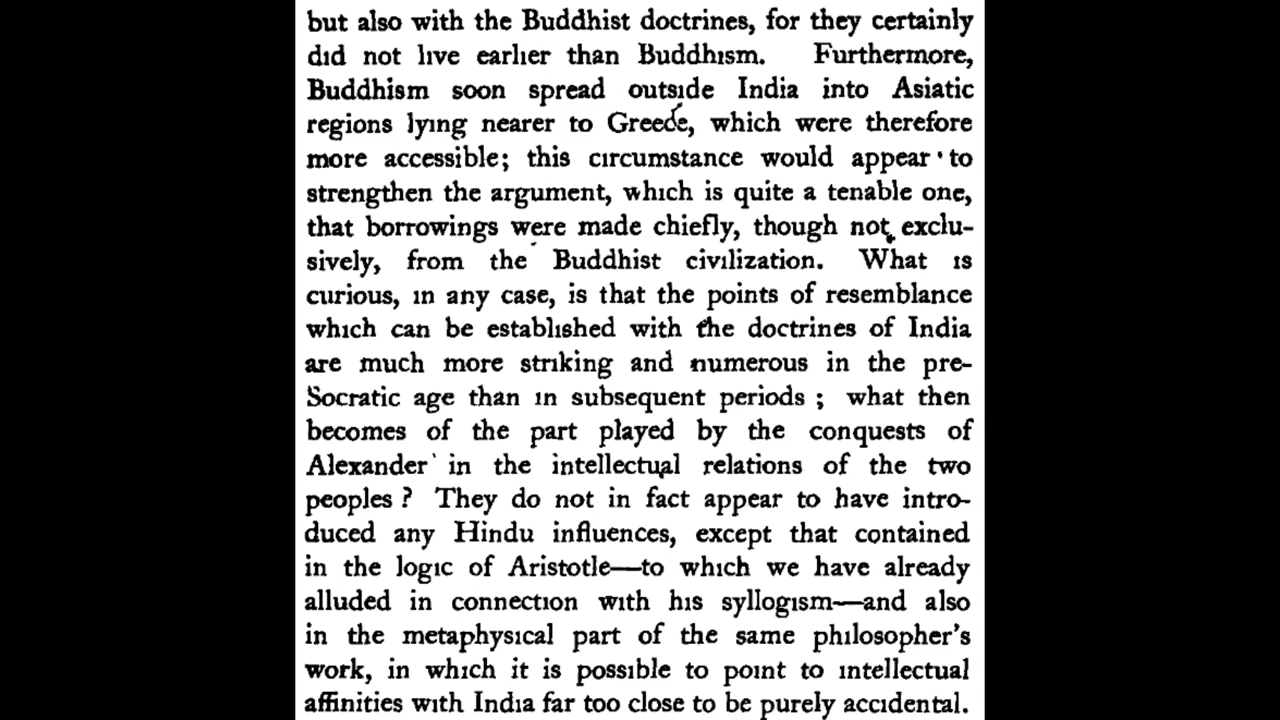 but also with the Buddhist doctrines, for they certainly
did not live earlier than Buddhism. Furthermore,
Buddhism soon spread outside India into Asiatic
regions lying nearer to Greece, which were therefore
more accessible; this circumstance would appear to
strengthen the argument, which is quite a tenable one,
that borrowings were made chiefly, though not exclu-
sively, from the Buddhist civilization. What is
curious, in any case, is that the points of resemblance
which can be established with the doctrines of India
are much more striking and numerous in the pre-
Socratic age than in subsequent periods ; what then
becomes of the part played by the conquests of
Alexander in the intellectual relations of the two
peoples ? They do not in fact appear to have intro-
duced any Hindu influences, except that contained
in the logic of Aristotle—to which we have already
alluded in connection with his syllogism—and also
in the metaphysical part of the same philosopher's
work, in which it is possible to point to intellectual
affinities with India far too close to be purely accidental.